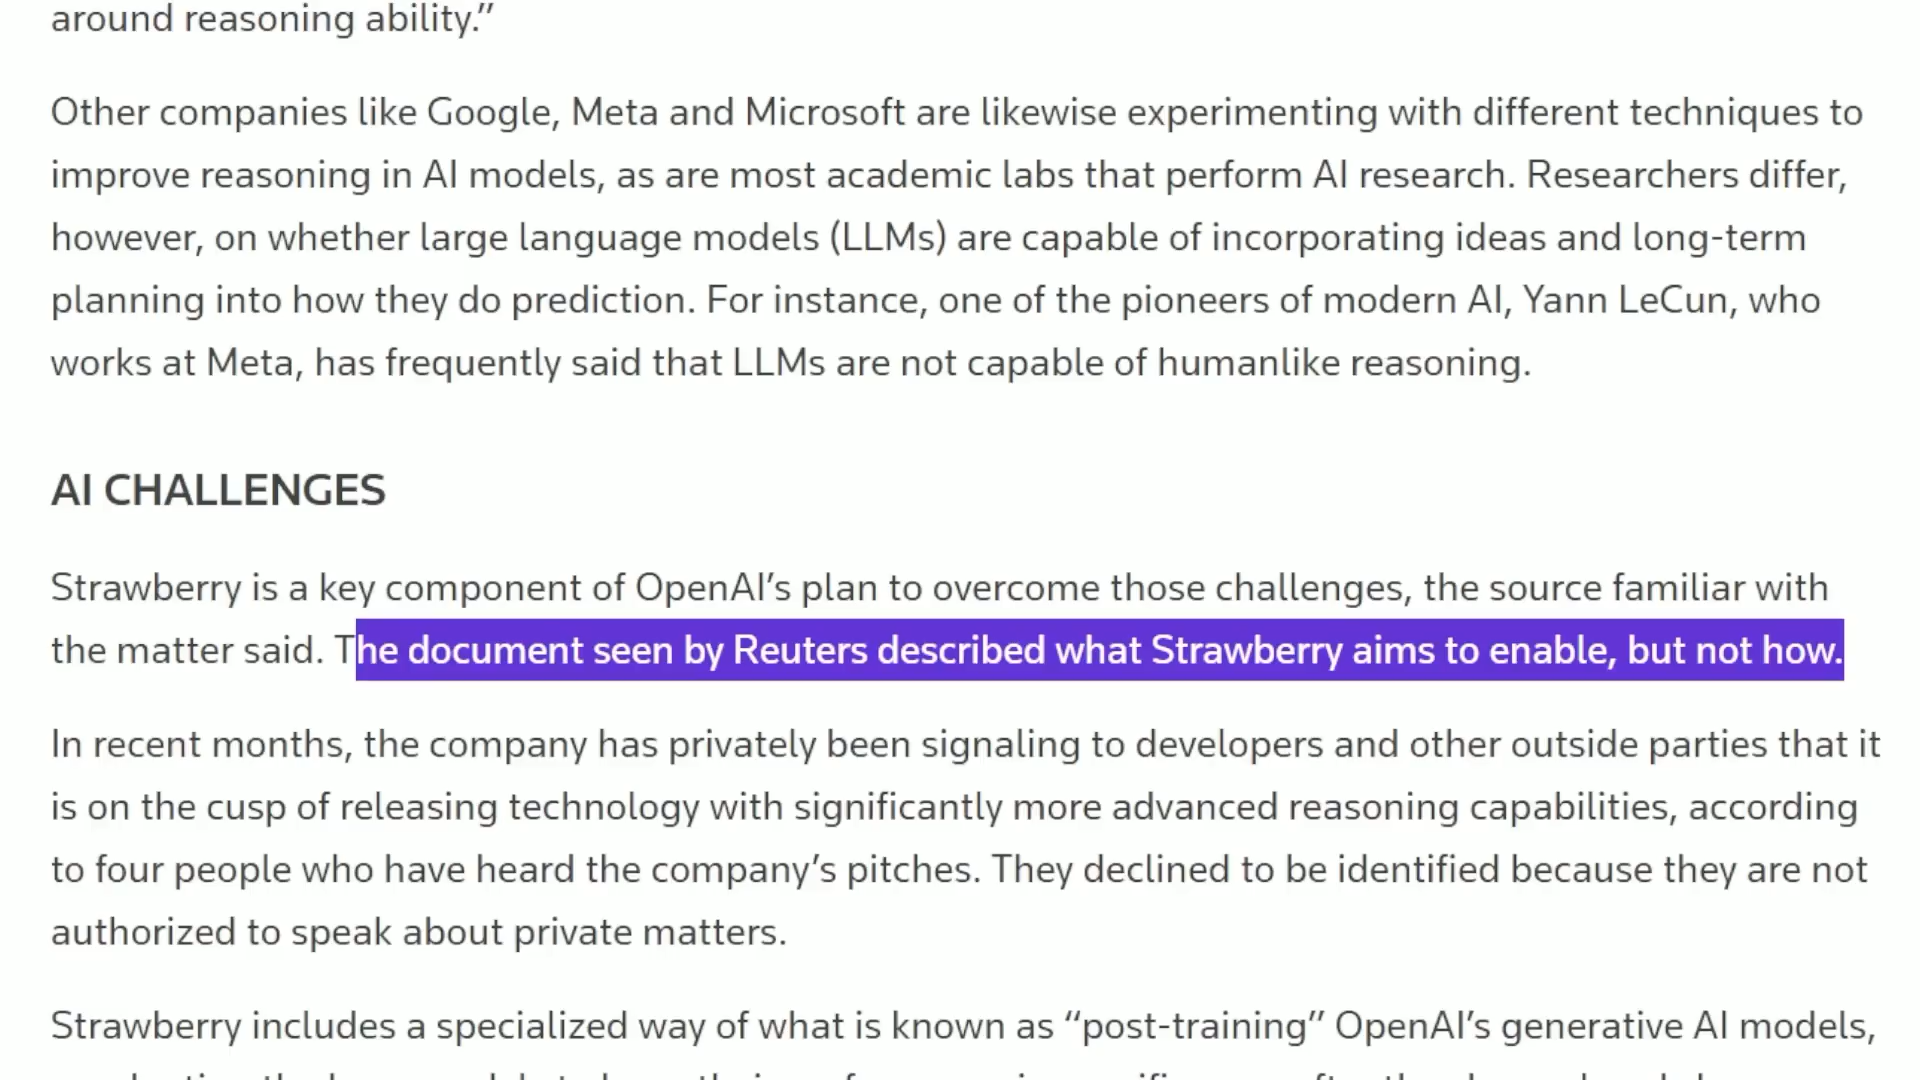 around reasoning ability.”
Other companies like Google, Meta and Microsoft are likewise experimenting with different techniques to
improve reasoning in AI models, as are most academic labs that perform AI research. Researchers differ,
however, on whether large language models (LLMs) are capable of incorporating ideas and long-term
planning into how they do prediction. For instance, one of the pioneers of modern AI, Yann LeCun, who
works at Meta, has frequently said that LLMs are not capable of humanlike reasoning.
AI CHALLENGES
Strawberry is a key component of OpenAI’s plan to overcome those challenges, the source familiar with
the matter said. The document seen by Reuters described what Strawberry aims to enable, but not how.
In recent months, the company has privately been signaling to developers and other outside parties that it
is on the cusp of releasing technology with significantly more advanced reasoning capabilities, according
to four people who have heard the company’s pitches. They declined to be identified because they are not
authorized to speak about private matters.
Strawberry includes a specialized way of what is known as “post-training” OpenAI’s generative AI models,